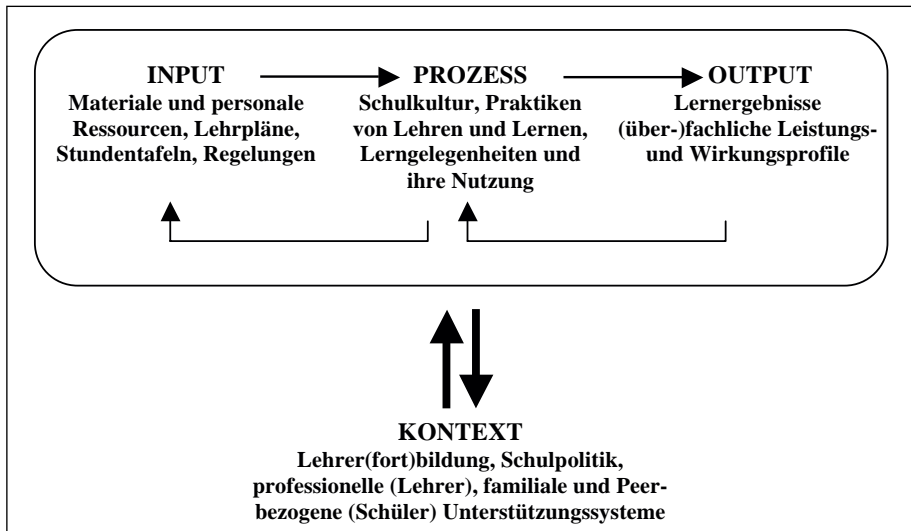 INPUT
Materiale und personale
Ressourcen, Lehrpläne,
Stundentafeln, Regelungen
PROZESS
Schulkultur, Praktiken
von Lehren und Lernen,
Lerngelegenheiten und
ihre Nutzung
OUTPUT
Lernergebnisse
(über-)fachliche Leistungs-
und Wirkungsprofile
KONTEXT
Lehrer(fort)bildung, Schulpolitik,
professionelle (Lehrer), familiale und Peer-
bezogene (Schüler) Unterstützungssysteme